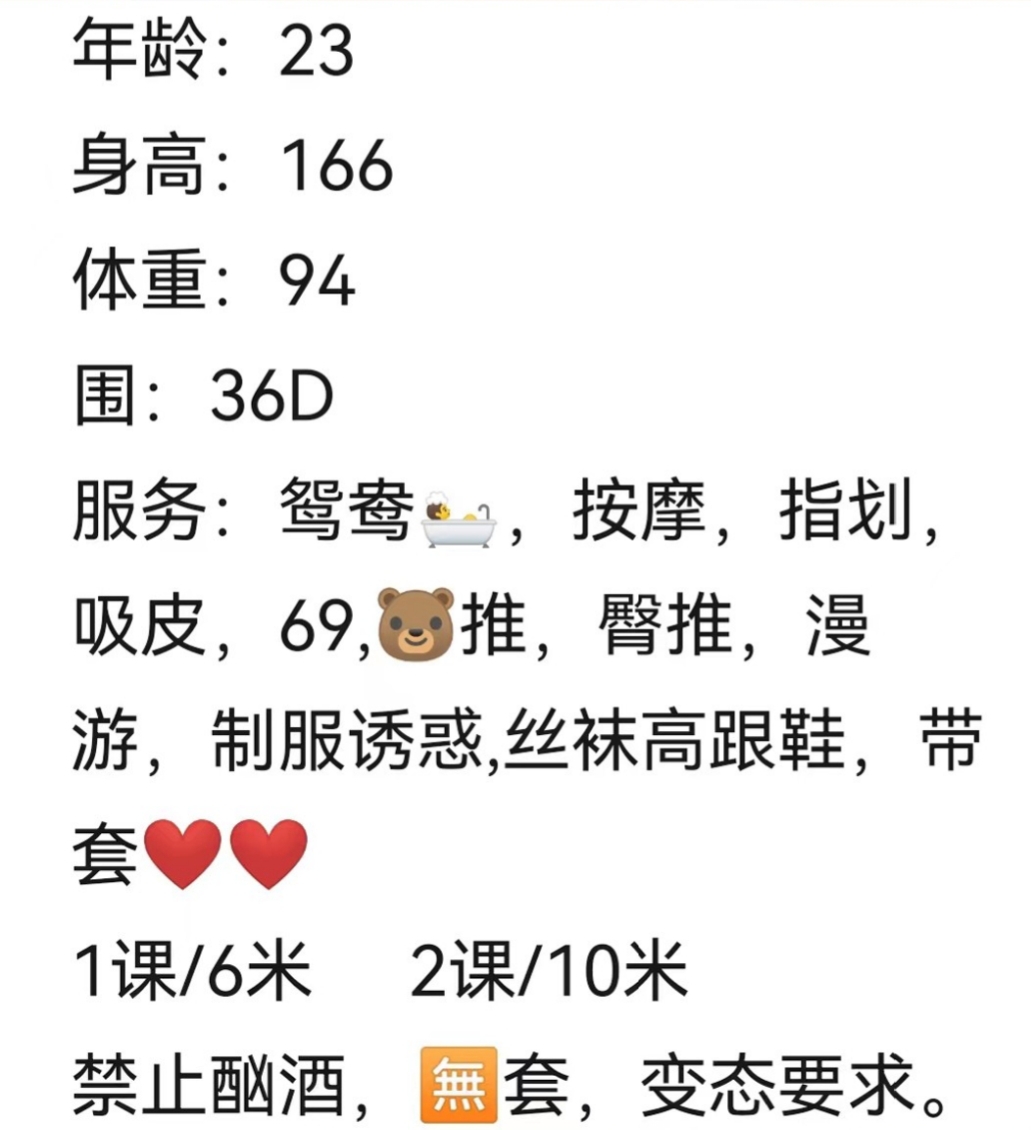 年龄：23
身高：166
体重：94
围：36D
服务：鸳鸯🛀，按摩，指划，
吸皮，69,🐻推，臀推，漫
游，制服诱惑,丝袜高跟鞋，带
套❤️❤️
1课/6米 2课/10米
禁止酗酒，🈚套，变态要求。